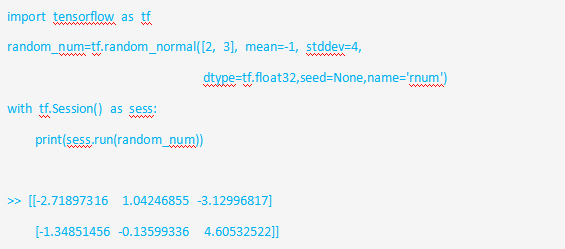 import tensorflow as tf
random_num=tf.random_normal([2, 3], mean=-1, stddev=4,
dtype=tf.float32,seed=None,name='rnum')
with tf.Session() as sess:
print(sess.run(random_num))
>> [[-2.71897316 1.04246855 -3.12996817]
[-1.34851456 -0.13599336 4.60532522]]